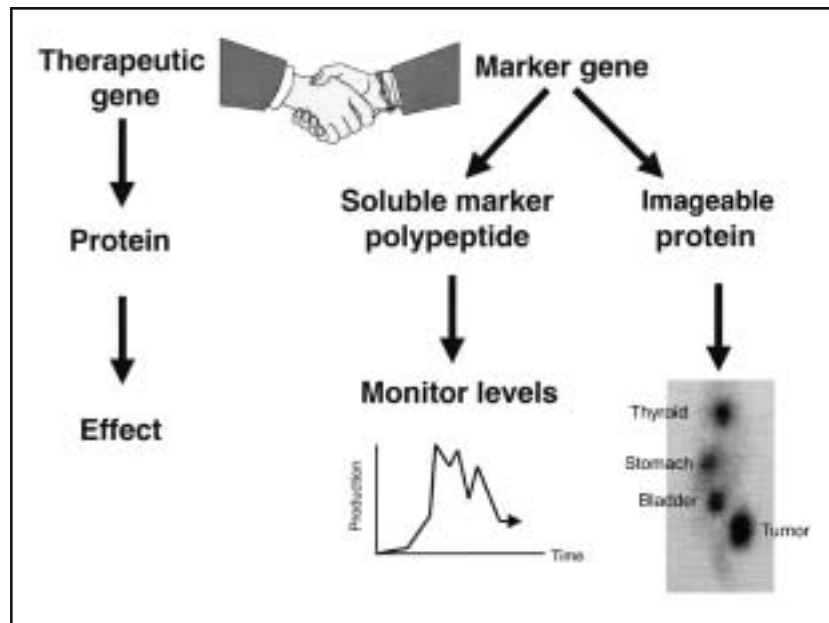 Therapeutic
gene
Marker gene
Protein
Soluble marker
polypeptide
Imageable
protein
Effect
Monitor levels
Production
Time
Thyroid
Stomach
Bladder
Tumor